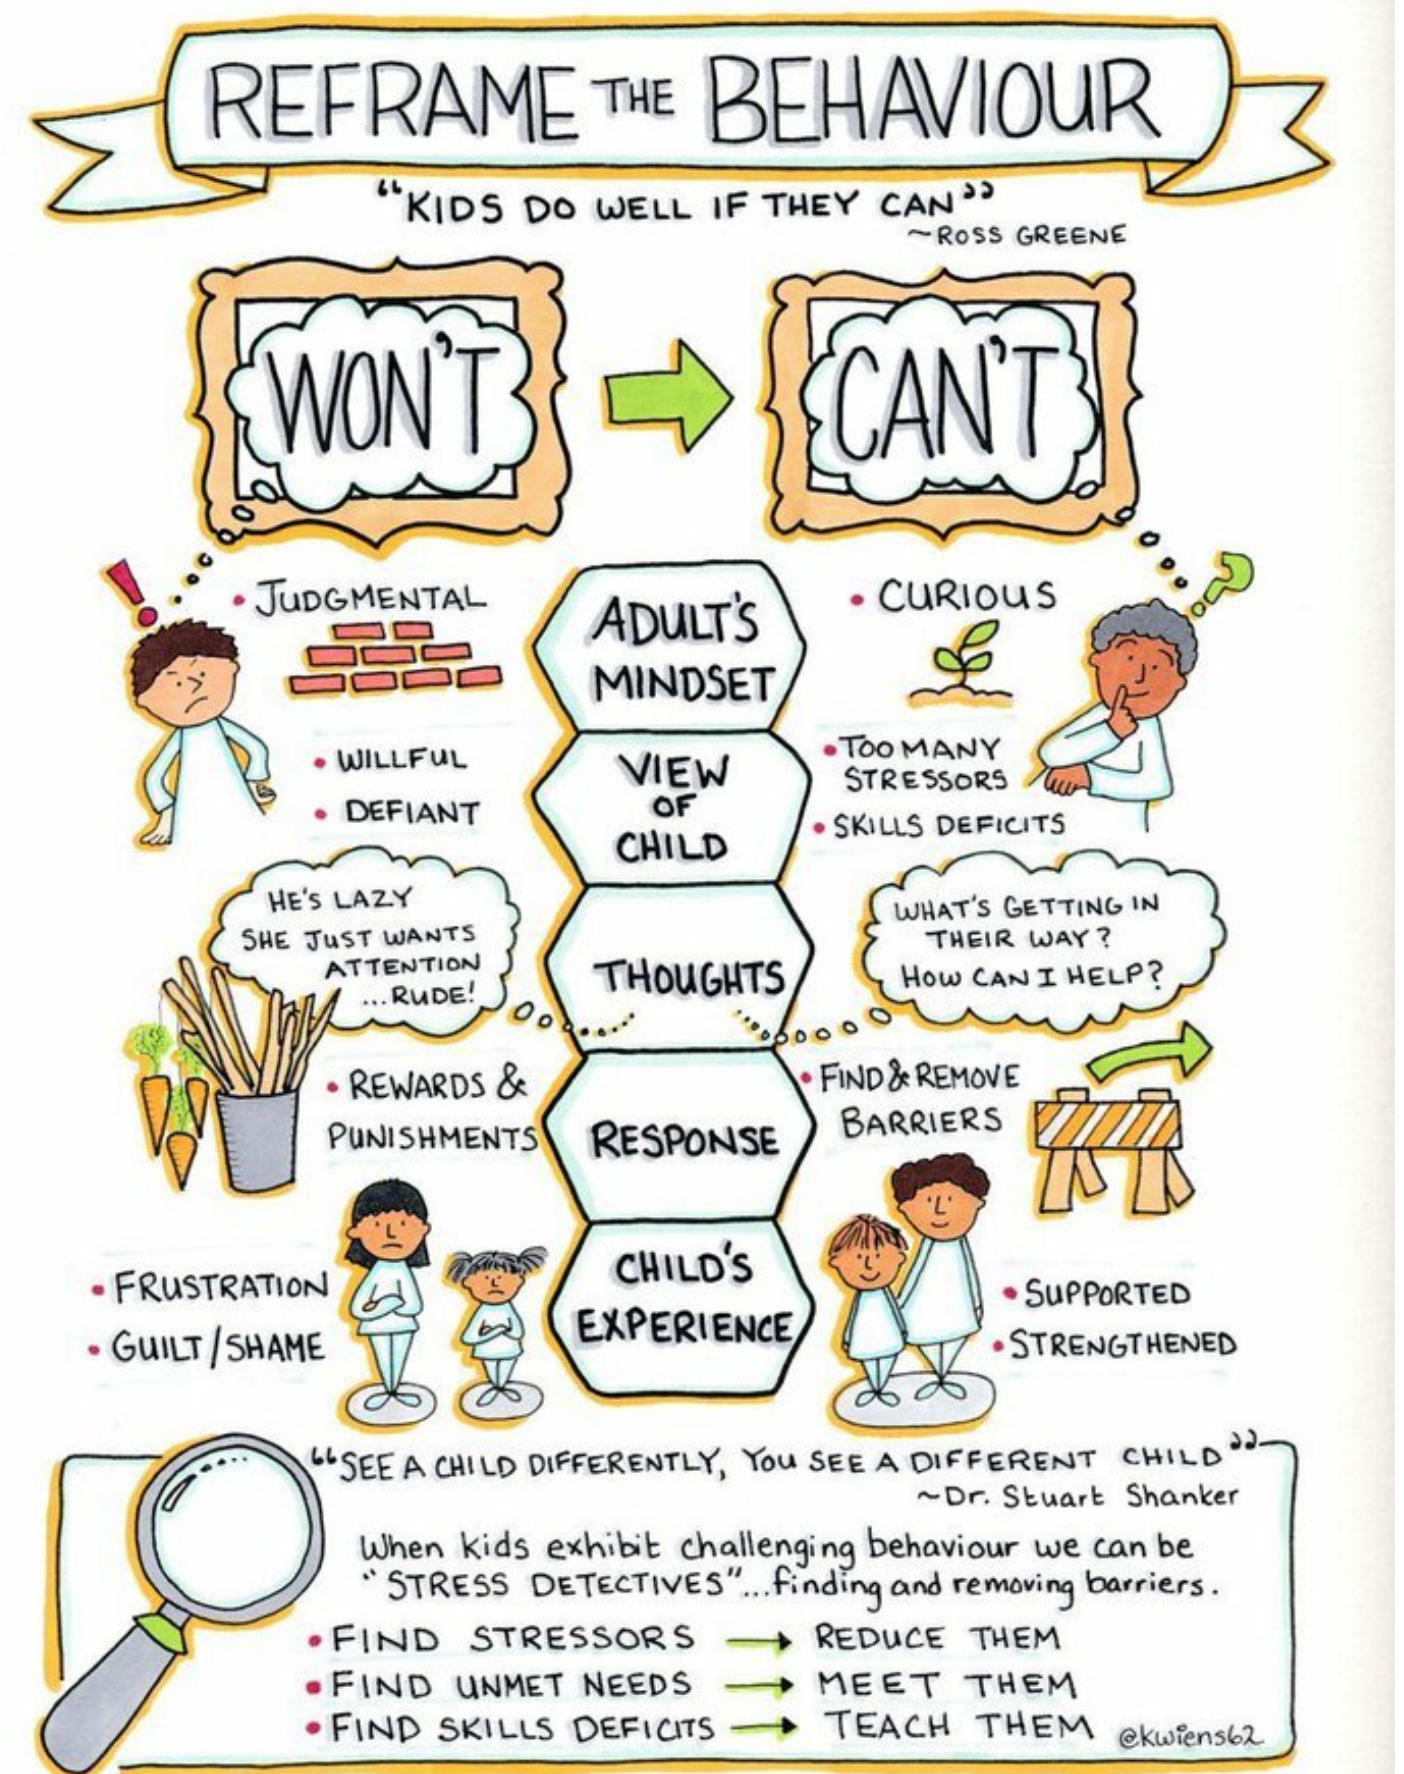 REFRAME THE BEHAVIOUR
"KIDS DO WELL IF THEY CAN"
~ROSS GREENE
WON'T
CAN'T
!
?
• JUDGMENTAL
ADULT'S
MINDSET
• CURIOUS
• WILLFUL
• DEFIANT
VIEW
OF
CHILD
• TOO MANY
STRESSORS
• SKILLS DEFICITS
HE'S LAZY
SHE JUST WANTS
ATTENTION
...RUDE!
THOUGHTS
WHAT'S GETTING IN
THEIR WAY?
HOW CAN I HELP?
• REWARDS &
PUNISHMENTS
RESPONSE
• FIND & REMOVE
BARRIERS
• FRUSTRATION
• GUILT/SHAME
CHILD'S
EXPERIENCE
• SUPPORTED
• STRENGTHENED
"SEE A CHILD DIFFERENTLY, YOU SEE A DIFFERENT CHILD"
~Dr. Stuart Shanker
When kids exhibit challenging behaviour we can be
"STRESS DETECTIVES"...finding and removing barriers.
• FIND STRESSORS → REDUCE THEM
• FIND UNMET NEEDS → MEET THEM
• FIND SKILLS DEFICITS → TEACH THEM
@kwiens62